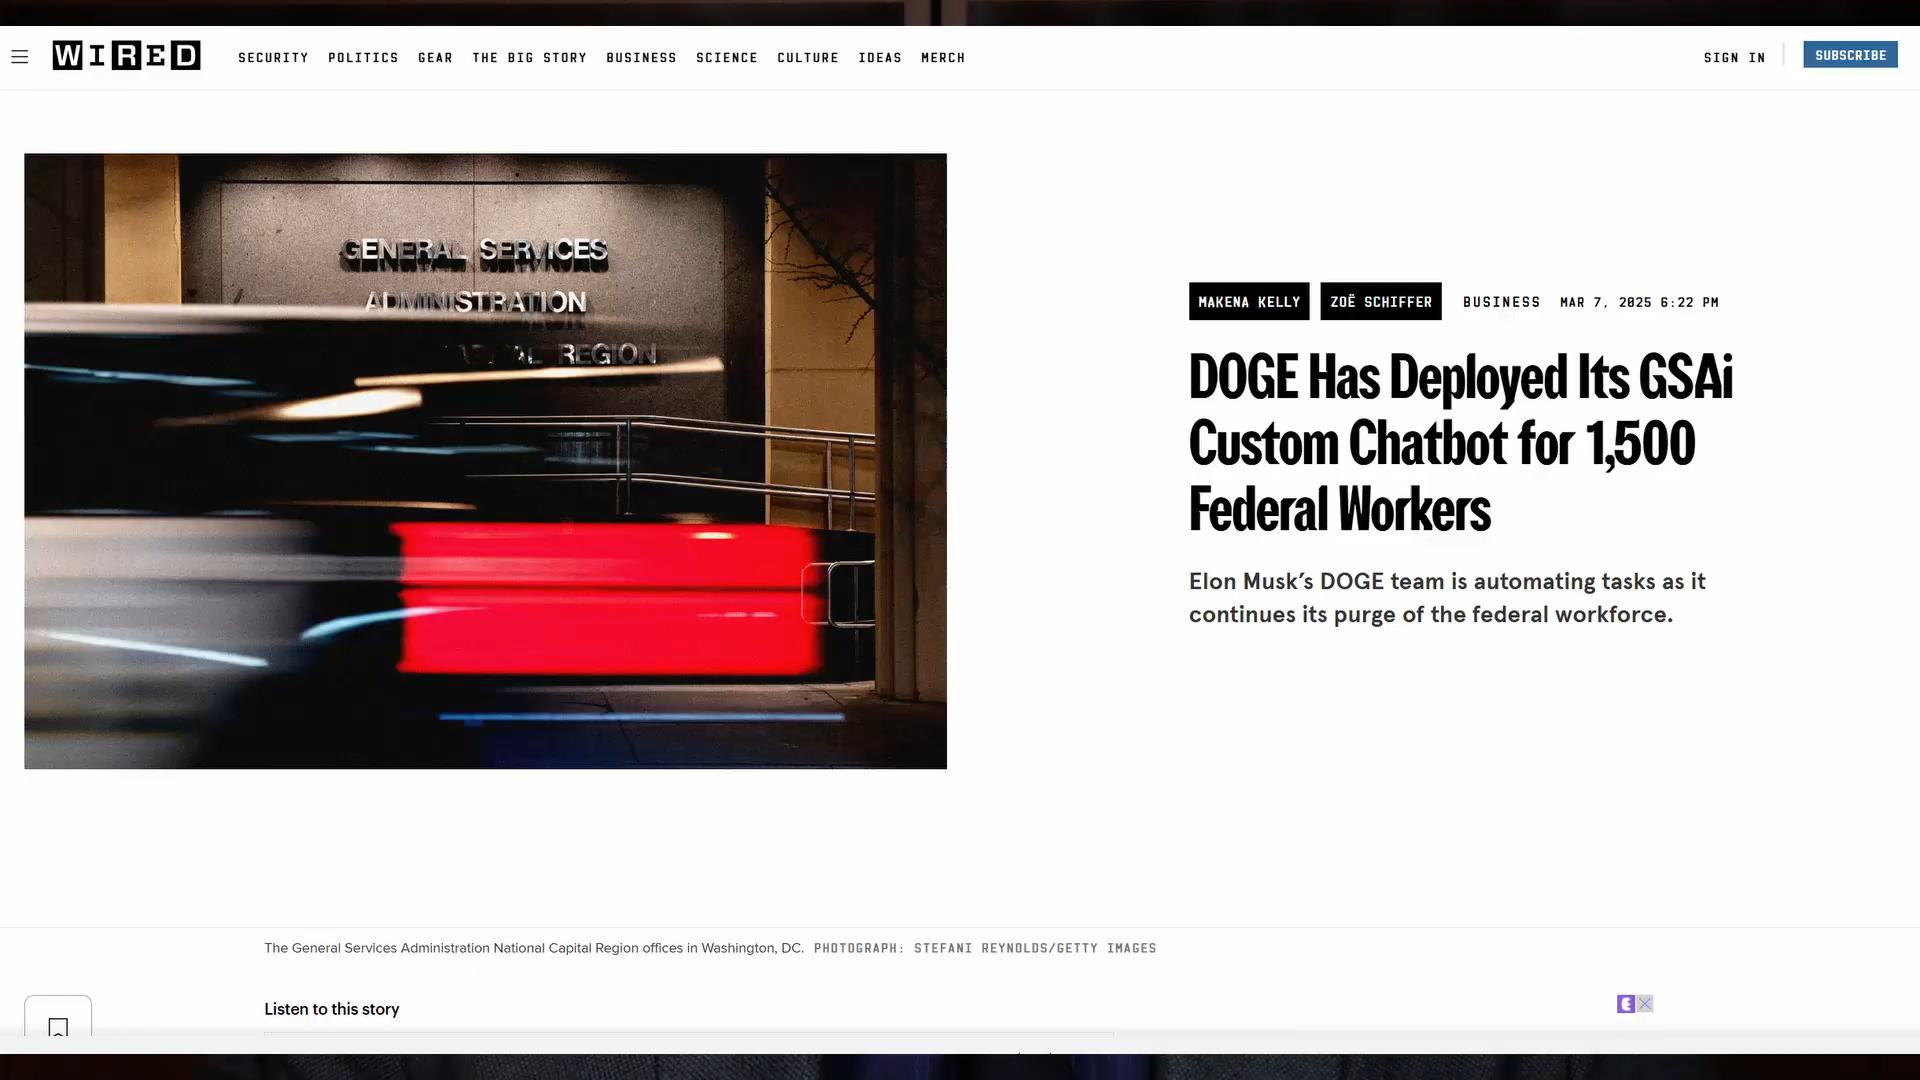 WIRED
SECURITY POLITICS GEAR THE BIG STORY BUSINESS SCIENCE CULTURE IDEAS MERCH
SIGN IN
SUBSCRIBE
GENERAL SERVICES
ADMINISTRATION
REGION
MAKENA KELLY ZOË SCHIFFER BUSINESS MAR 7, 2025 6:22 PM
DOGE Has Deployed Its GSAi
Custom Chatbot for 1,500
Federal Workers
Elon Musk’s DOGE team is automating tasks as it
continues its purge of the federal workforce.
The General Services Administration National Capital Region offices in Washington, DC. PHOTOGRAPH: STEFANI REYNOLDS/GETTY IMAGES
Listen to this story